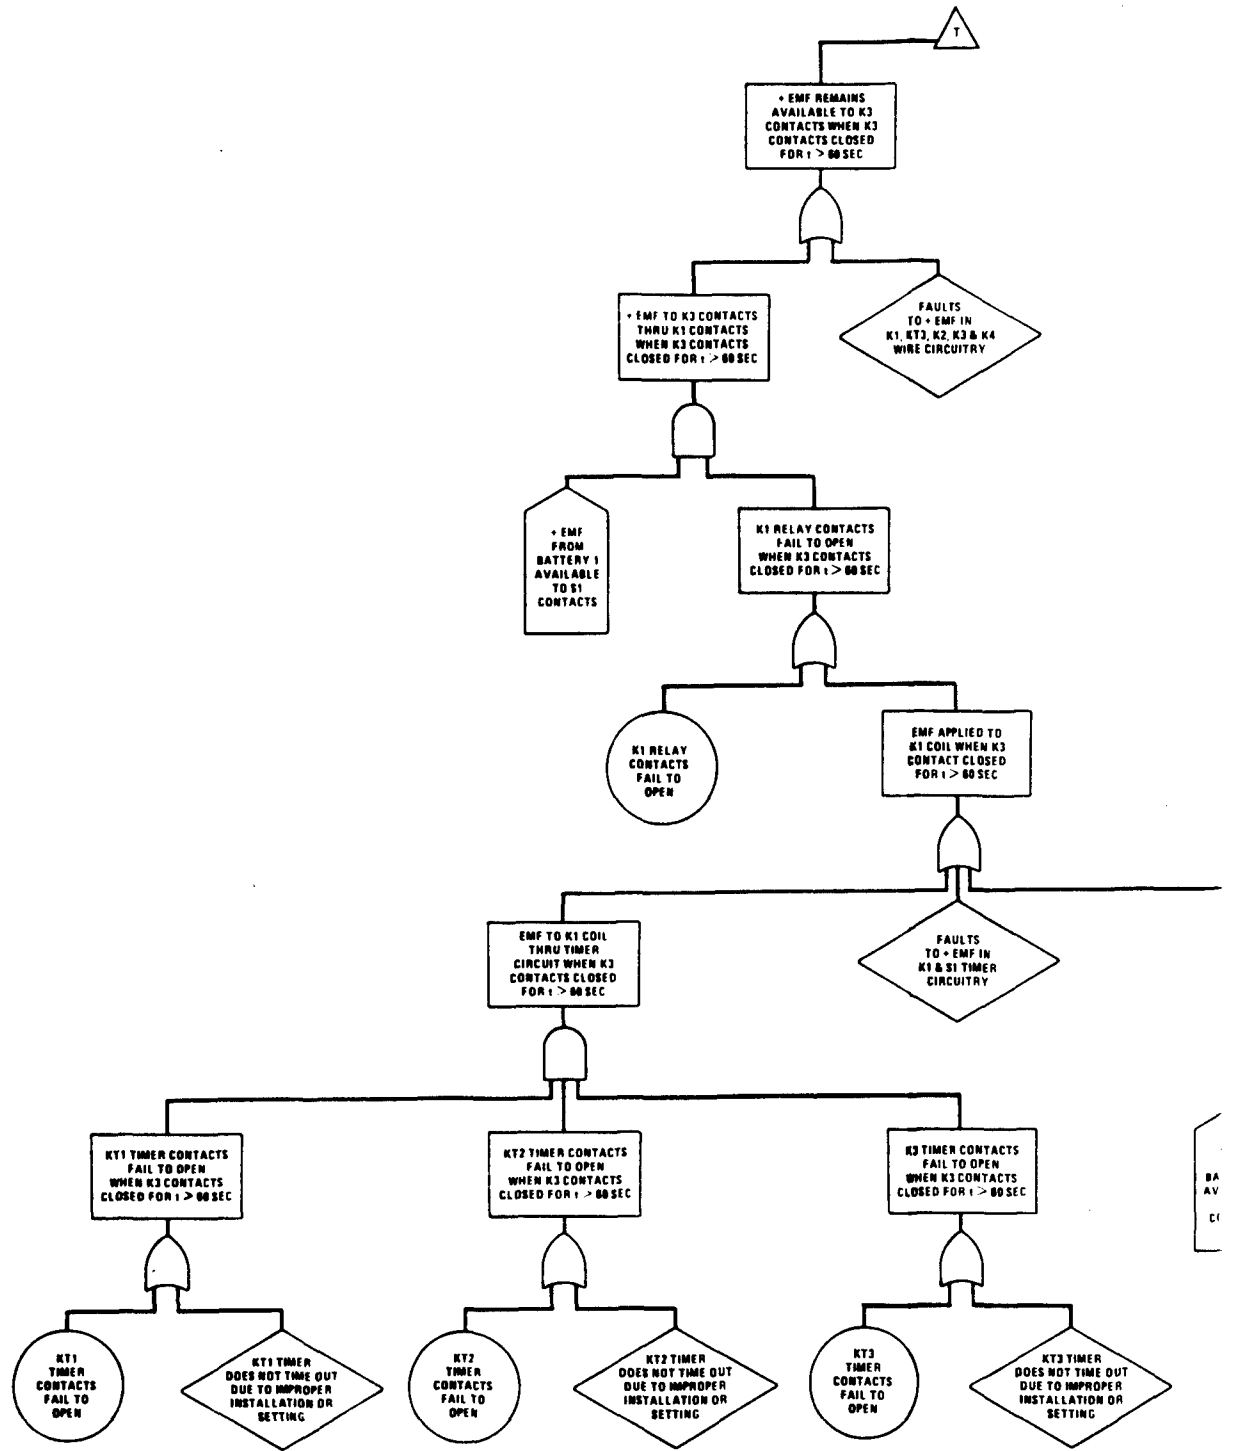 T
+ EMF REMAINS
AVAILABLE TO K3
CONTACTS WHEN K3
CONTACTS CLOSED
FOR t > 60 SEC
+ EMF TO K3 CONTACTS
THRU K1 CONTACTS
WHEN K3 CONTACTS
CLOSED FOR t > 60 SEC
FAULTS
TO + EMF IN
K1, KT3, K2, K3 & K4
WIRE CIRCUITRY
+ EMF
FROM
BATTERY 1
AVAILABLE
TO S1
CONTACTS
K1 RELAY CONTACTS
FAIL TO OPEN
WHEN K3 CONTACTS
CLOSED FOR t > 60 SEC
K1 RELAY
CONTACTS
FAIL TO
OPEN
EMF APPLIED TO
K1 COIL WHEN K3
CONTACT CLOSED
FOR t > 60 SEC
EMF TO K1 COIL
THRU TIMER
CIRCUIT WHEN K3
CONTACTS CLOSED
FOR t > 60 SEC
FAULTS
TO + EMF IN
K1 & S1 TIMER
CIRCUITRY
KT1 TIMER CONTACTS
FAIL TO OPEN
WHEN K3 CONTACTS
CLOSED FOR t > 60 SEC
KT2 TIMER CONTACTS
FAIL TO OPEN
WHEN K3 CONTACTS
CLOSED FOR t > 60 SEC
K3 TIMER CONTACTS
FAIL TO OPEN
WHEN K3 CONTACTS
CLOSED FOR t > 60 SEC
BA
AV
KT1
TIMER
CONTACTS
FAIL TO
OPEN
KT1 TIMER
DOES NOT TIME OUT
DUE TO IMPROPER
INSTALLATION OR
SETTING
KT2
TIMER
CONTACTS
FAIL TO
OPEN
KT2 TIMER
DOES NOT TIME OUT
DUE TO IMPROPER
INSTALLATION OR
SETTING
KT3
TIMER
CONTACTS
FAIL TO
OPEN
KT3 TIMER
DOES NOT TIME OUT
DUE TO IMPROPER
INSTALLATION OR
SETTING